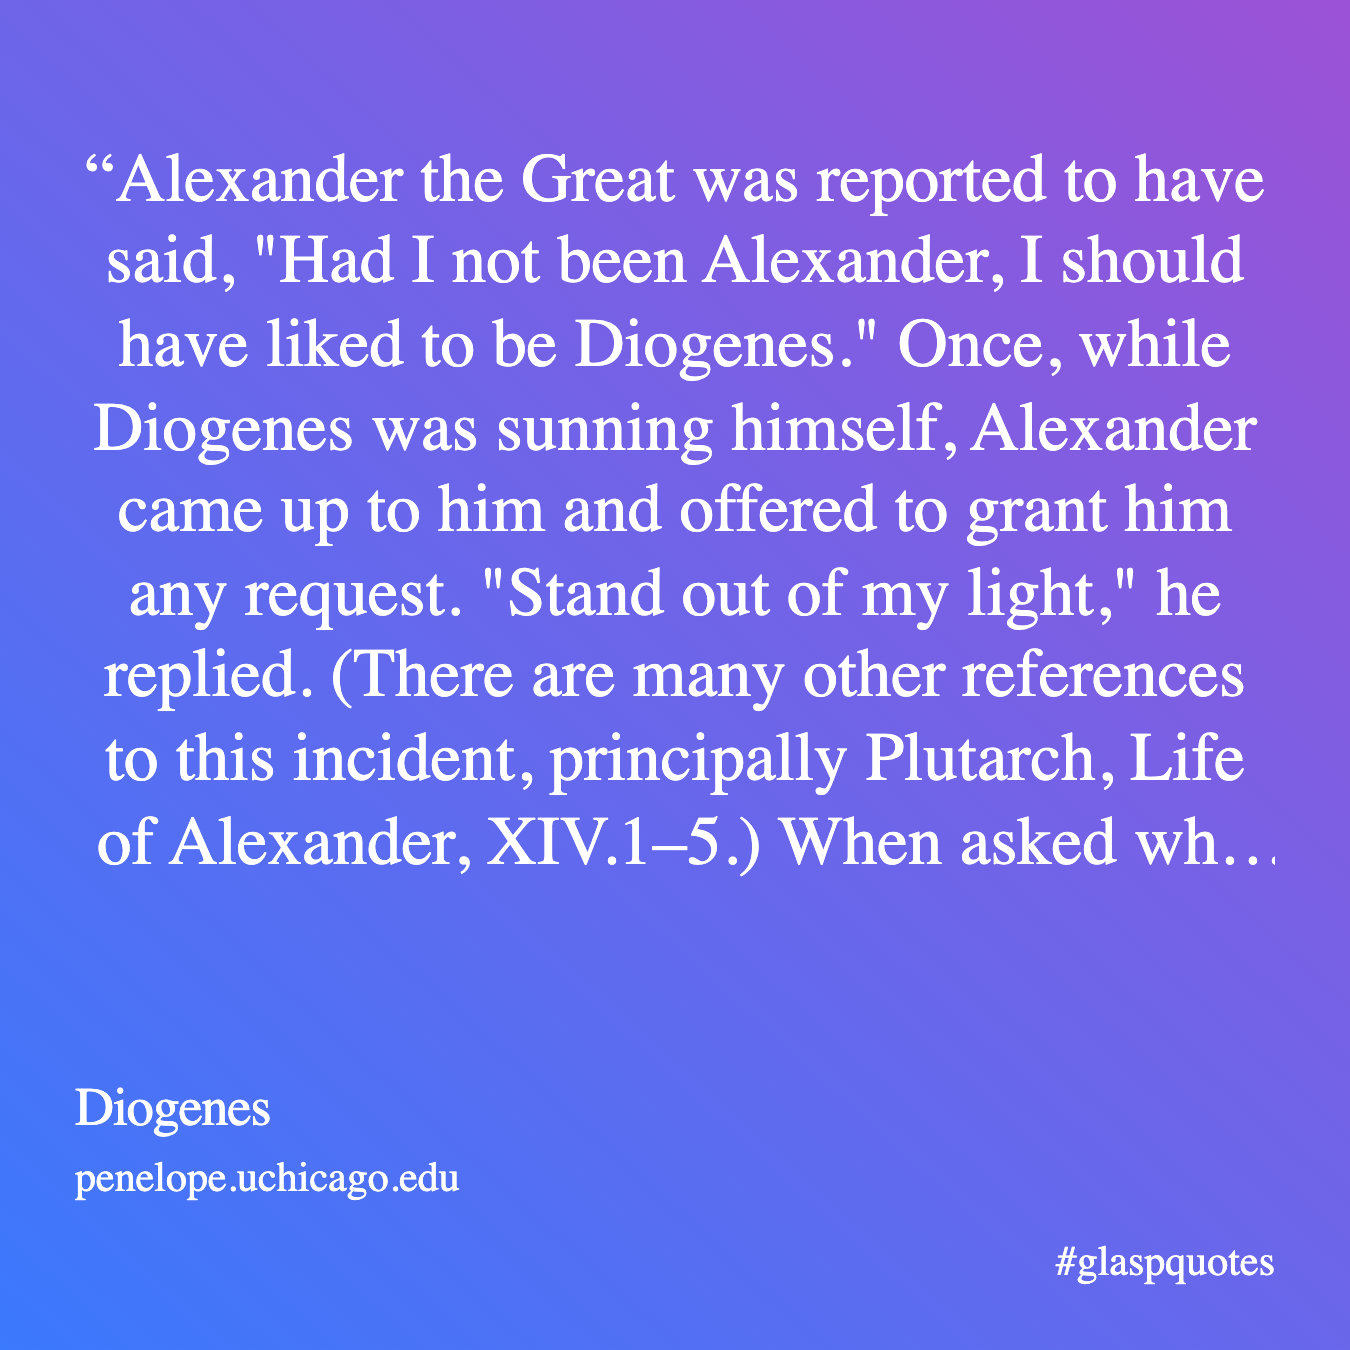 “Alexander the Great was reported to have
said, "Had I not been Alexander, I should
have liked to be Diogenes." Once, while
Diogenes was sunning himself, Alexander
came up to him and offered to grant him
any request. "Stand out of my light," he
replied. (There are many other references
to this incident, principally Plutarch, Life
of Alexander, XIV.1–5.) When asked wh…
Diogenes
penelope.uchicago.edu
#glaspquotes